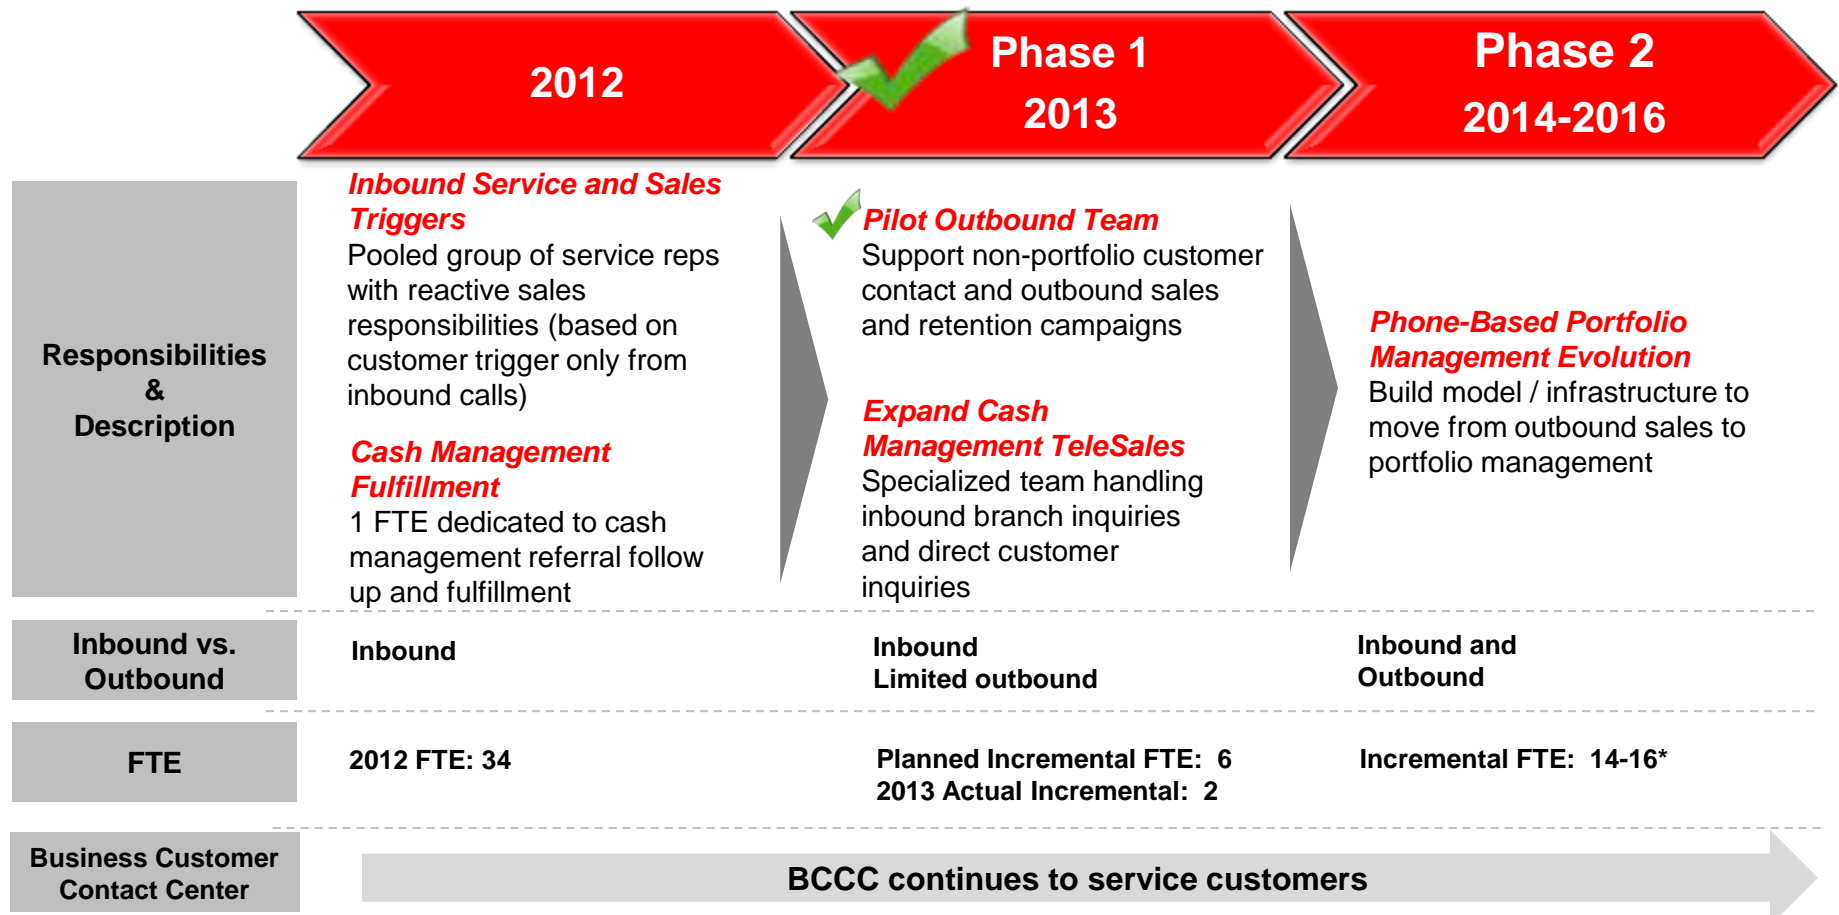 2012
Phase 1
2013
Phase 2
2014-2016
Responsibilities
&
Description
Inbound Service and Sales
Triggers
Pooled group of service reps
with reactive sales
responsibilities (based on
customer trigger only from
inbound calls)
Cash Management
Fulfillment
1 FTE dedicated to cash
management referral follow
up and fulfillment
Pilot Outbound Team
Support non-portfolio customer
contact and outbound sales
and retention campaigns
Expand Cash
Management TeleSales
Specialized team handling
inbound branch inquiries
and direct customer
inquiries
Phone-Based Portfolio
Management Evolution
Build model / infrastructure to
move from outbound sales to
portfolio management
Inbound vs.
Outbound
Inbound
Inbound
Limited outbound
Inbound and
Outbound
FTE
2012 FTE: 34
Planned Incremental FTE: 6
2013 Actual Incremental: 2
Incremental FTE: 14-16*
Business Customer
Contact Center
BCCC continues to service customers